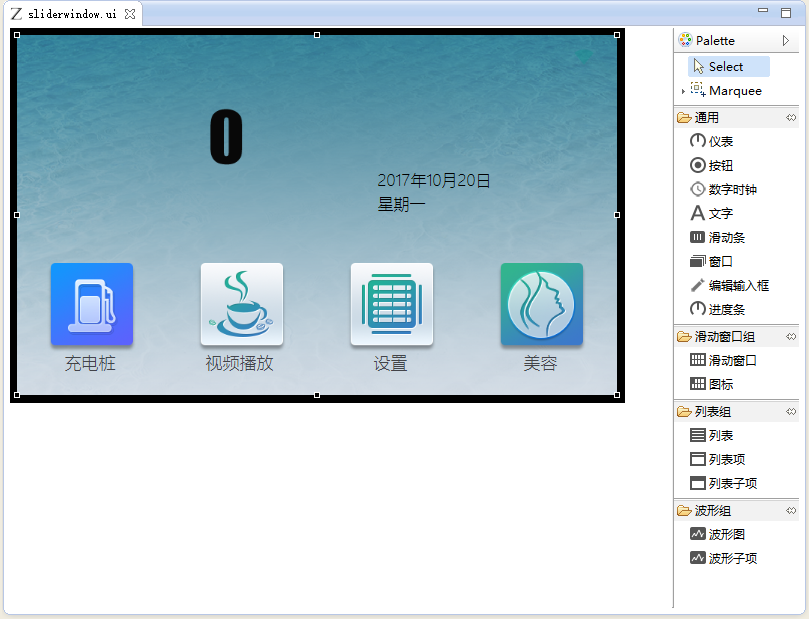 sliderwindow.ui
0
2017年10月20日
星期一
充电桩
视频播放
设置
美容
Palette
Select
Marquee
通用
仪表
按钮
数字时钟
文字
滑动条
窗口
编辑输入框
进度条
滑动窗口组
滑动窗口
图标
列表组
列表
列表项
列表子项
波形组
波形图
波形子项